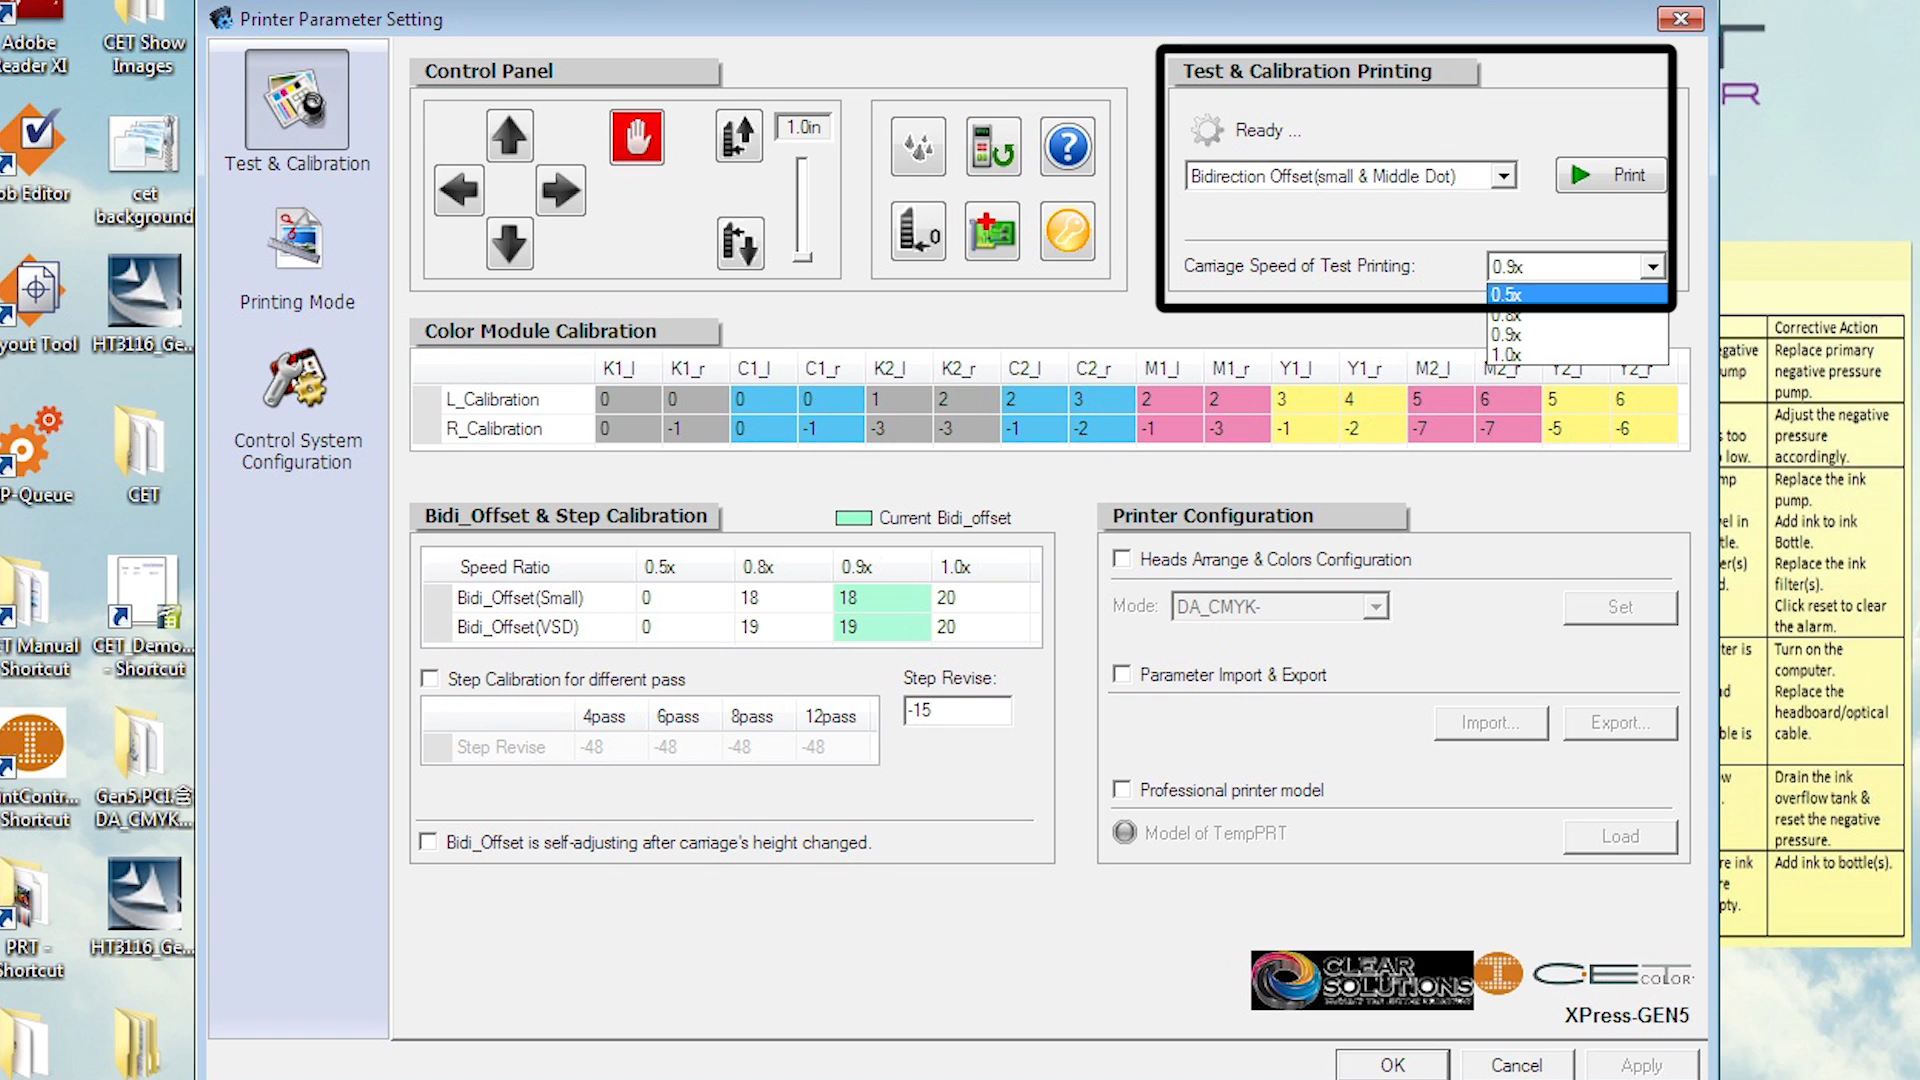 Printer Parameter Setting
Adobe
Reader XI
CET Show
Images
Job Editor
cet
background
Layout Tool
HT3116_Ge...
P-Queue
CET
CET Manual
Shortcut
CET_Demo...
- Shortcut
Shortcut
DA_CMYK...
PRT -
Shortcut
HT3116_Ge...
Test & Calibration
Printing Mode
Control System
Configuration
Control Panel
1.0in
0
Test & Calibration Printing
Ready ...
Bidirection Offset(small & Middle Dot)
Print
Carriage Speed of Test Printing:
0.9x
0.5x
0.8x
0.9x
1.0x
Color Module Calibration
K1_l K1_r C1_l C1_r K2_l K2_r C2_l C2_r M1_l M1_r Y1_l Y1_r M2_l M2_r Y2_l Y2_r
L_Calibration 0 0 0 0 1 2 2 3 2 2 3 4 5 6 5 6
R_Calibration 0 -1 0 -1 -3 -3 -1 -2 -1 -3 -1 -2 -7 -7 -5 -6
Bidi_Offset & Step Calibration
Current Bidi_offset
Speed Ratio 0.5x 0.8x 0.9x 1.0x
Bidi_Offset(Small) 0 18 18 20
Bidi_Offset(VSD) 0 19 19 20
Step Calibration for different pass
Step Revise:
-15
4pass 6pass 8pass 12pass
Step Revise -48 -48 -48 -48
Bidi_Offset is self-adjusting after carriage's height changed.
Printer Configuration
Heads Arrange & Colors Configuration
Mode: DA_CMYK- Set
Parameter Import & Export
Import... Export...
Professional printer model
Model of TempPRT
Load
CLEAR
SOLUTIONS
CET
COLOR
XPress-GEN5
OK Cancel Apply
Corrective Action
Replace primary
negative pressure
pump.
Adjust the negative
pressure
accordingly.
Replace the ink
pump.
Add ink to ink
Bottle.
Replace the ink
filter(s).
Click reset to clear
the alarm.
Turn on the
computer.
Replace the
headboard/optical
cable.
Drain the ink
overflow tank &
reset the negative
pressure.
Add ink to bottle(s).